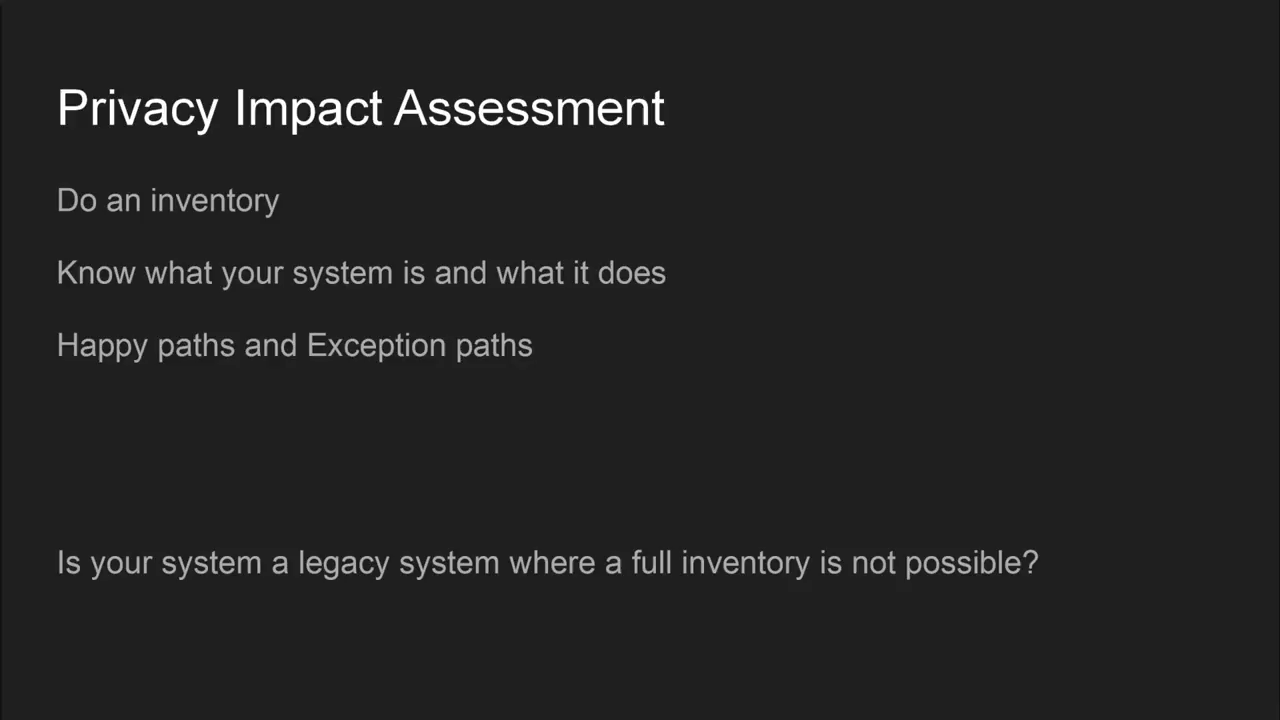 Privacy Impact Assessment
Do an inventory
Know what your system is and what it does
Happy paths and Exception paths
Is your system a legacy system where a full inventory is not possible?